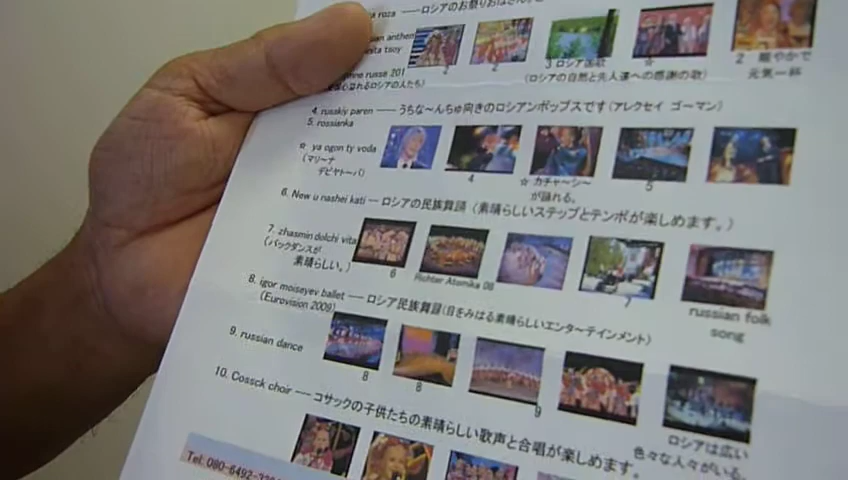 roza ──ロシアのお祭り
anthem
nita tsoy
russe 201
3 ロシア国歌
2 賑やかで
元気一杯
(ロシアの自然と先人達への感謝の歌)
4. russkiy paren ── うちな〜んちゅ向きのロシアンポップスです (アレクセイ ゴーマン)
5. rossianka
☆ ya ogon ty voda
(マリーナ
デビヤトーバ)
4
☆ カチャーシー
が踊れる。
5
6. New u nashei kati ─ ロシアの民族舞踊 (素晴らしいステップとテンポが楽しめます。)
7. zhasmin dolchi vita
(バックダンスが
素晴らしい。)
6
Richter Atomika 08
7
russian folk
song
8. igor moiseyev ballet ── ロシア民族舞踊 (目をみはる素晴らしいエンターテインメント)
(Eurovision 2009)
9. russian dance
8
8
9
ロシアは広い
色々な人々がいる。
10. Cossck choir ── コサックの子供たちの素晴らしい歌声と合唱が楽しめます。
Tel: 080-6492-